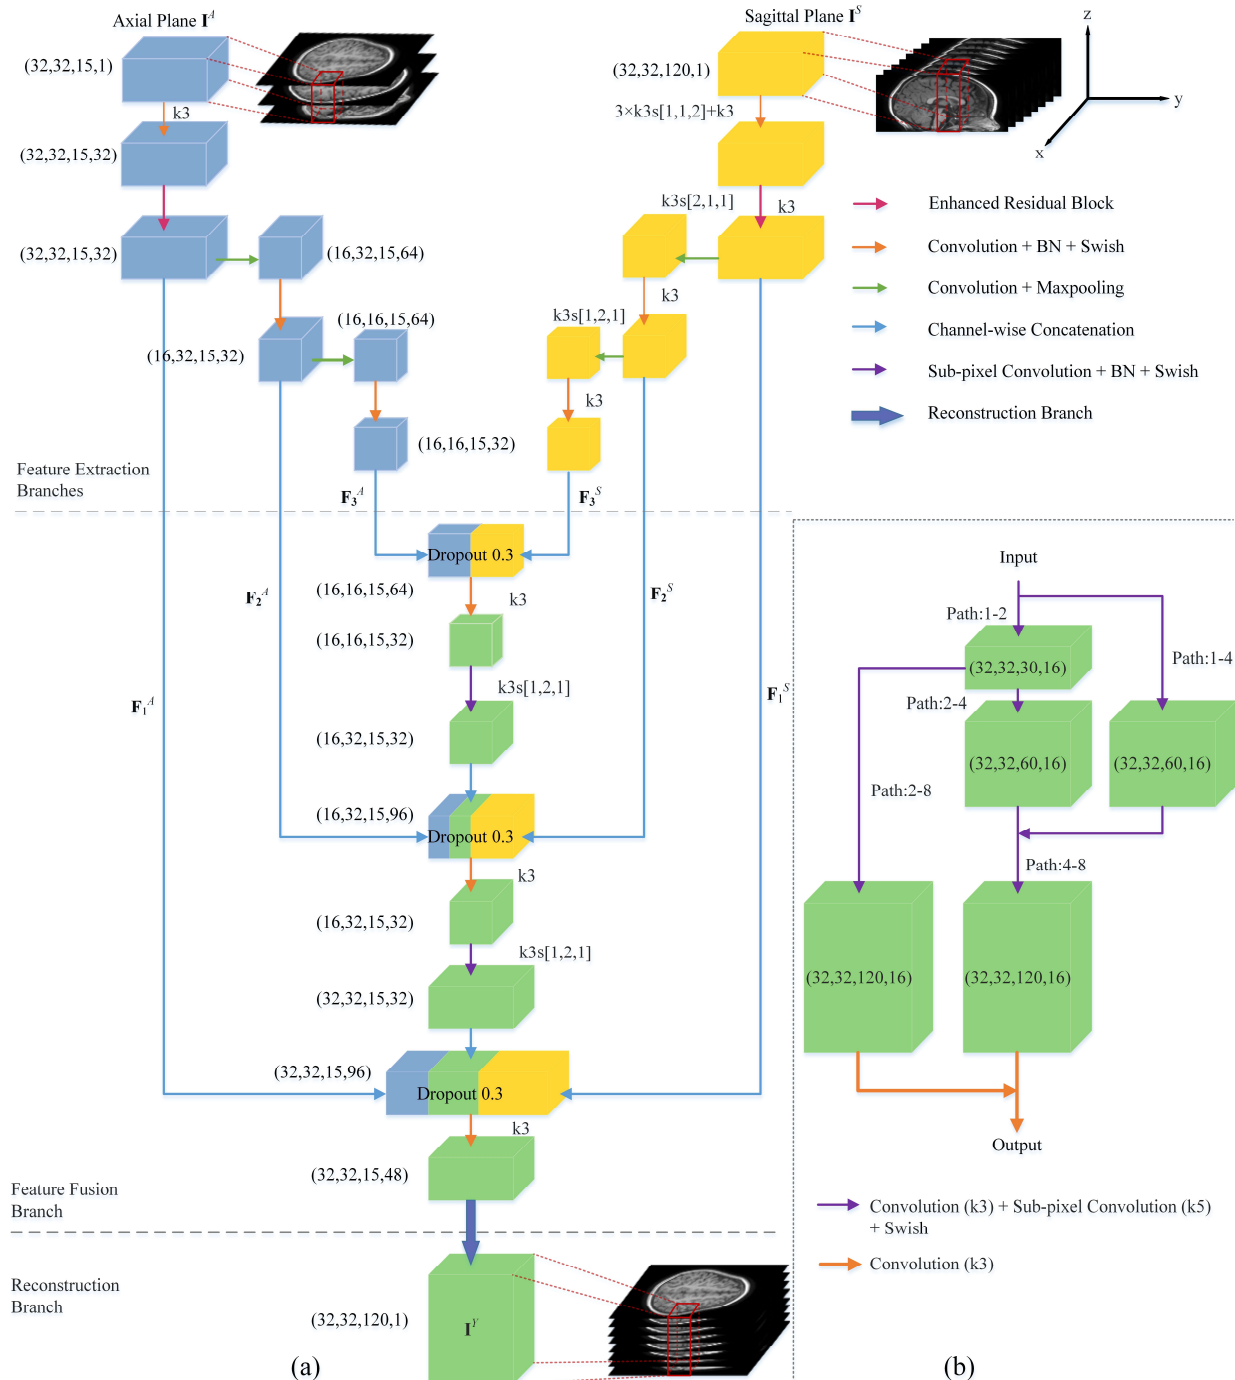 Axial Plane I^A
Sagittal Plane I^S
(32,32,15,1)
k3
(32,32,15,32)
(32,32,15,32)
(16,32,15,64)
(16,16,15,64)
(16,32,15,32)
(16,16,15,32)
(32,32,120,1)
3×k3s[1,1,2]+k3
k3s[2,1,1]
k3
k3
k3s[1,2,1]
k3
z
y
x
Enhanced Residual Block
Convolution + BN + Swish
Convolution + Maxpooling
Channel-wise Concatenation
Sub-pixel Convolution + BN + Swish
Reconstruction Branch
Feature Extraction
Branches
F₃^A
F₃^S
Dropout 0.3
(16,16,15,64)
k3
F₂^A
F₂^S
(16,16,15,32)
k3s[1,2,1]
F₁^A
F₁^S
(16,32,15,32)
(16,32,15,96)
Dropout 0.3
k3
(16,32,15,32)
k3s[1,2,1]
(32,32,15,32)
(32,32,15,96)
Dropout 0.3
k3
(32,32,15,48)
Feature Fusion
Branch
Reconstruction
Branch
(32,32,120,1)
I^Y
(a)
Input
Path:1-2
Path:1-4
(32,32,30,16)
Path:2-4
(32,32,60,16)
(32,32,60,16)
Path:2-8
Path:4-8
(32,32,120,16)
(32,32,120,16)
Output
Convolution (k3) + Sub-pixel Convolution (k5)
+ Swish
Convolution (k3)
(b)